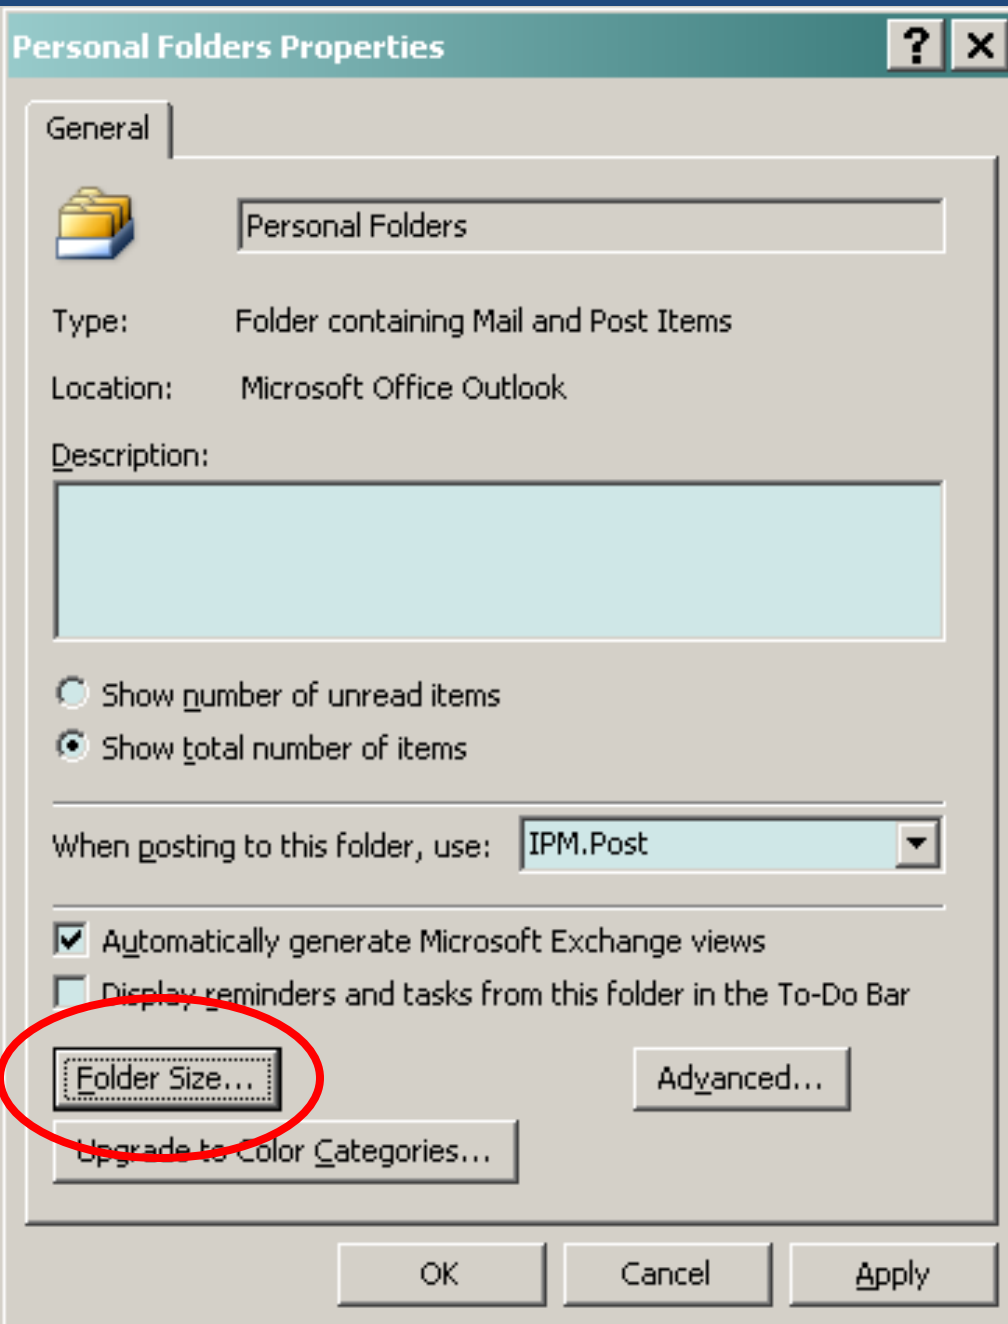 Personal Folders Properties
General
Personal Folders
Type: Folder containing Mail and Post Items
Location: Microsoft Office Outlook
Description:
Show number of unread items
Show total number of items
When posting to this folder, use: IPM.Post
Automatically generate Microsoft Exchange views
Display reminders and tasks from this folder in the To-Do Bar
Folder Size... Advanced...
Upgrade to Color Categories...
OK Cancel Apply